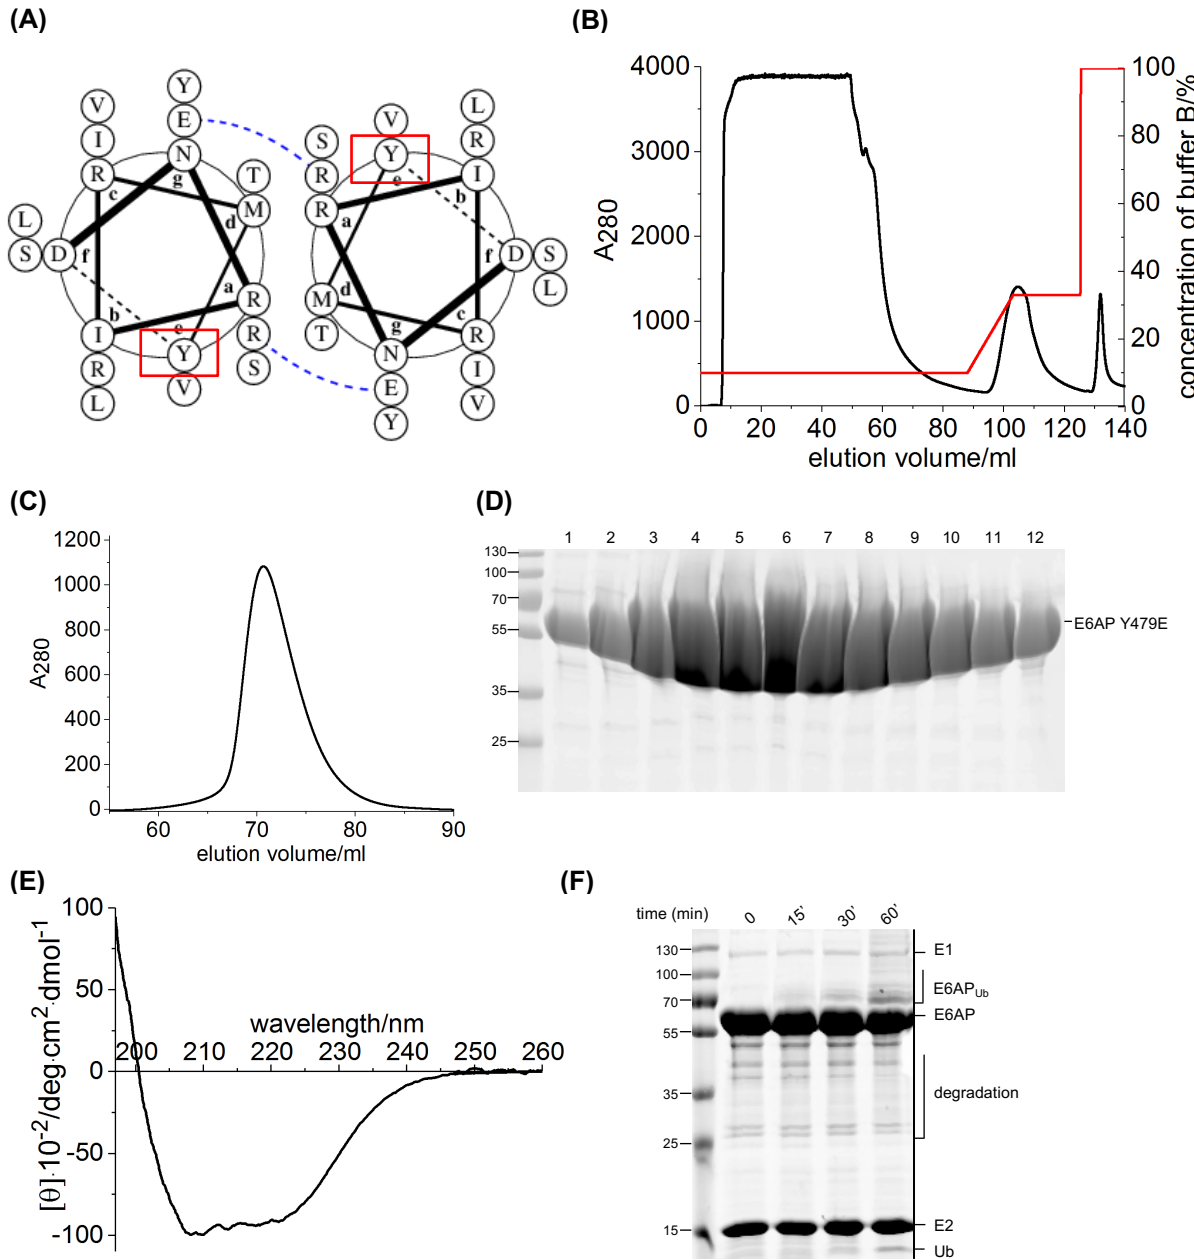 (A)
Y
V
E
I
N
R
g
c
T
M
d
L
S
D
f
a
R
b
I
e
Y
R
R
V
S
L
V
L
S
Y
R
R
e
I
R
b
a
D
S
f
L
d
M
T
c
g
N
R
E
I
Y
V
(B)
A280
4000
3000
2000
1000
0
0 20 40 60 80 100 120 140
elution volume/ml
100
80
60
40
20
0
concentration of buffer B/%
(C)
A280
1200
1000
800
600
400
200
0
60 70 80 90
elution volume/ml
(D)
1 2 3 4 5 6 7 8 9 10 11 12
130
100
70
55
35
25
E6AP Y479E
(E)
[θ]·10-2/deg·cm2·dmol-1
100
50
0
-50
-100
wavelength/nm
200 210 220 230 240 250 260
(F)
time (min) 0 15' 30' 60'
130
100
70
55
35
25
15
E1
E6APUb
E6AP
degradation
E2
Ub